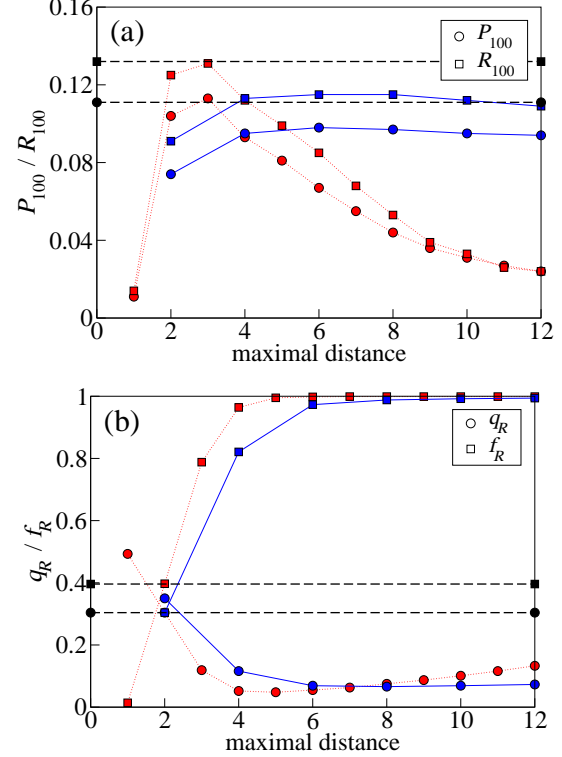 (a)
P100
R100
0.16
0.12
0.08
0.04
0
P100 / R100
0 2 4 6 8 10 12
maximal distance
(b)
qR
fR
1
0.8
0.6
0.4
0.2
0
qR / fR
0 2 4 6 8 10 12
maximal distance